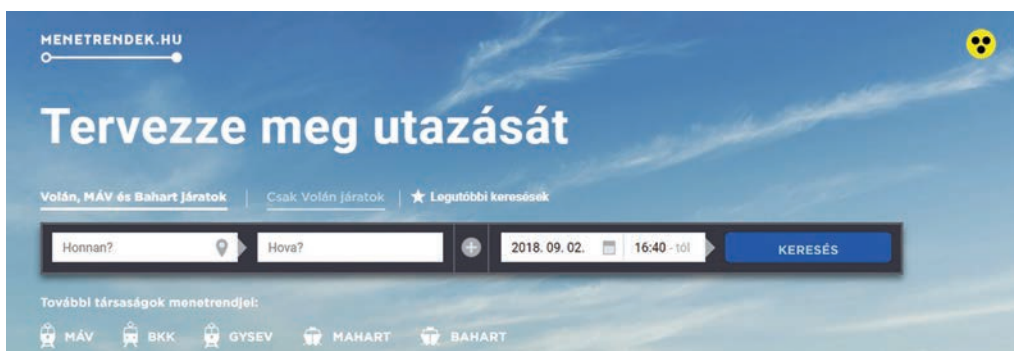 MENETRENDEK.HU
Tervezze meg utazását
Volán, MÁV és Bahart járatok Csak Volán járatok Legutóbbi keresések
Honnan? Hova? 2018. 09. 02. 16:40 - tól KERESÉS
További társaságok menetrendjei:
MÁV BKK GYSEV MAHART BAHART